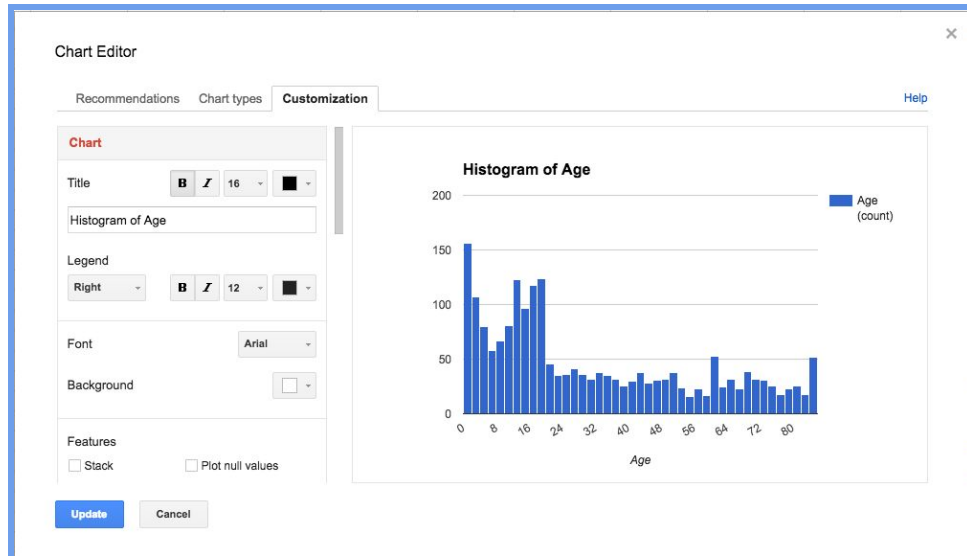 ×
Chart Editor
Recommendations Chart types Customization Help
Chart
Title B I 16
Histogram of Age
Legend
Right B I 12
Font Arial
Background
Features
Stack Plot null values
Update Cancel
Histogram of Age
200
150
100
50
0
0 8 16 24 32 40 48 56 64 72 80
Age
Age
(count)